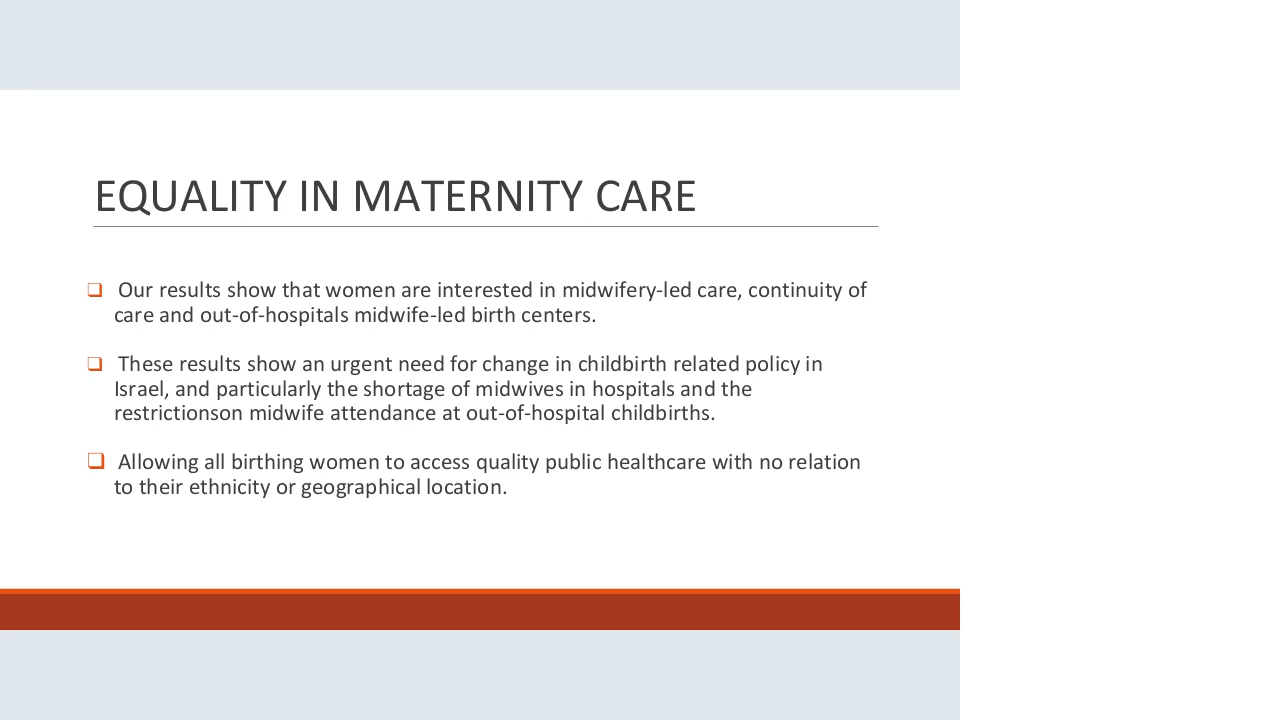 EQUALITY IN MATERNITY CARE
❑ Our results show that women are interested in midwifery-led care, continuity of
care and out-of-hospitals midwife-led birth centers.
❑ These results show an urgent need for change in childbirth related policy in
Israel, and particularly the shortage of midwives in hospitals and the
restrictionson midwife attendance at out-of-hospital childbirths.
❑ Allowing all birthing women to access quality public healthcare with no relation
to their ethnicity or geographical location.